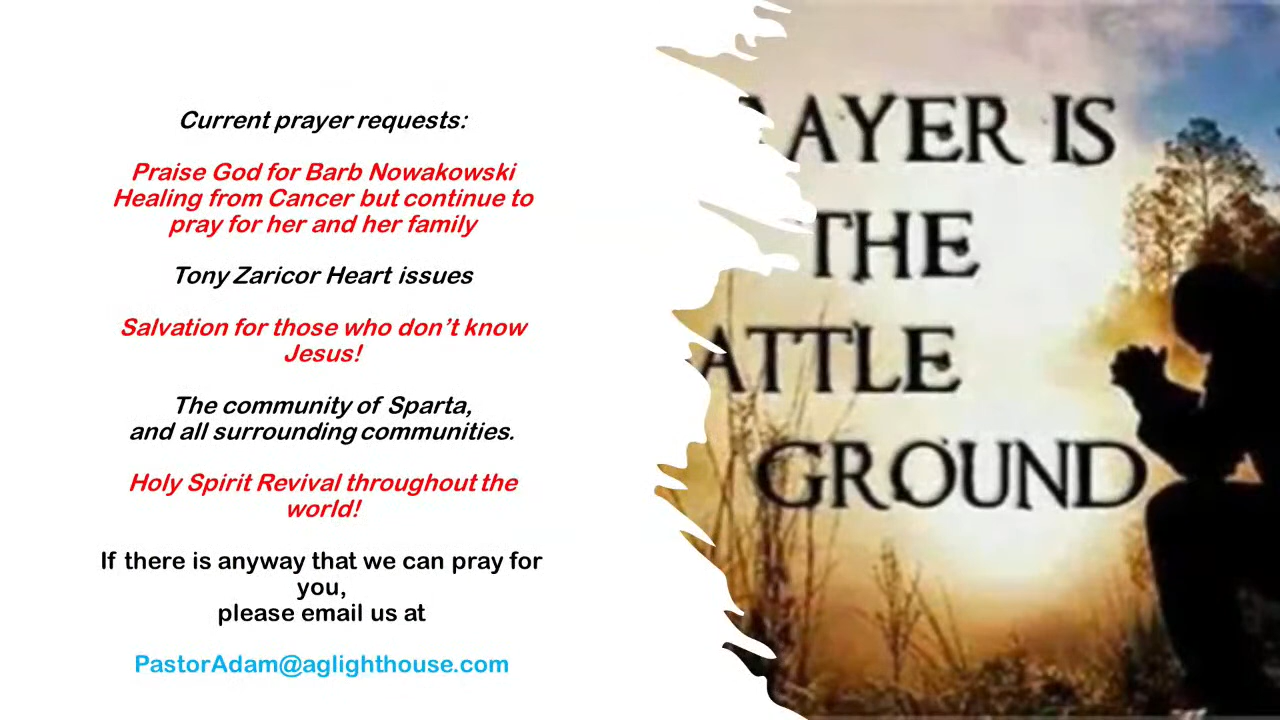 Current prayer requests:
Praise God for Barb Nowakowski
Healing from Cancer but continue to
pray for her and her family
Tony Zaricor Heart issues
Salvation for those who don't know
Jesus!
The community of Sparta,
and all surrounding communities.
Holy Spirit Revival throughout the
world!
If there is anyway that we can pray for
you,
please email us at
PastorAdam@aglighthouse.com
RAYER IS
THE
ATTLE
GROUND